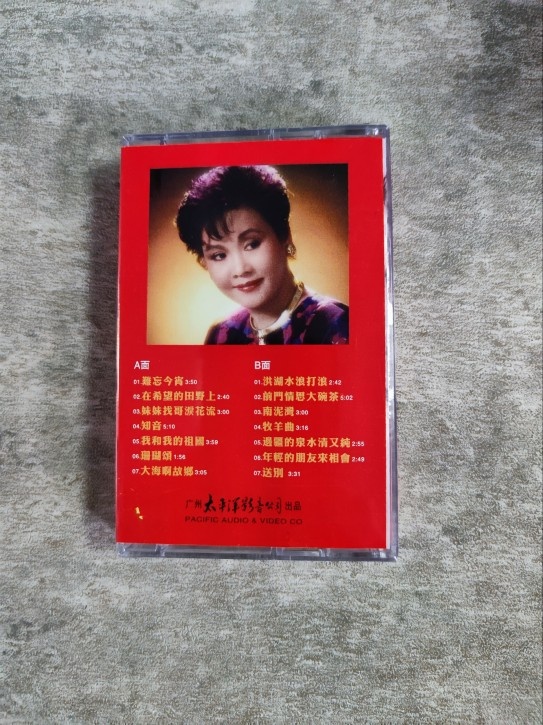 A面
01.難忘今宵 3:50
02.在希望的田野上 2:40
03.妹妹找哥淚花流 3:00
04.知音 5:10
05.我和我的祖國 3:59
06.珊瑚頌 1:56
07.大海啊故鄉 3:05
B面
01.洪湖水浪打浪 2:42
02.前門情思大碗茶 5:02
03.南泥灣 3:00
04.牧羊曲 3:16
05.邊疆的泉水清又純 2:55
06.年輕的朋友來相會 2:49
07.送別 3:31
广州太平洋影音公司出品
PACIFIC AUDIO & VIDEO CO